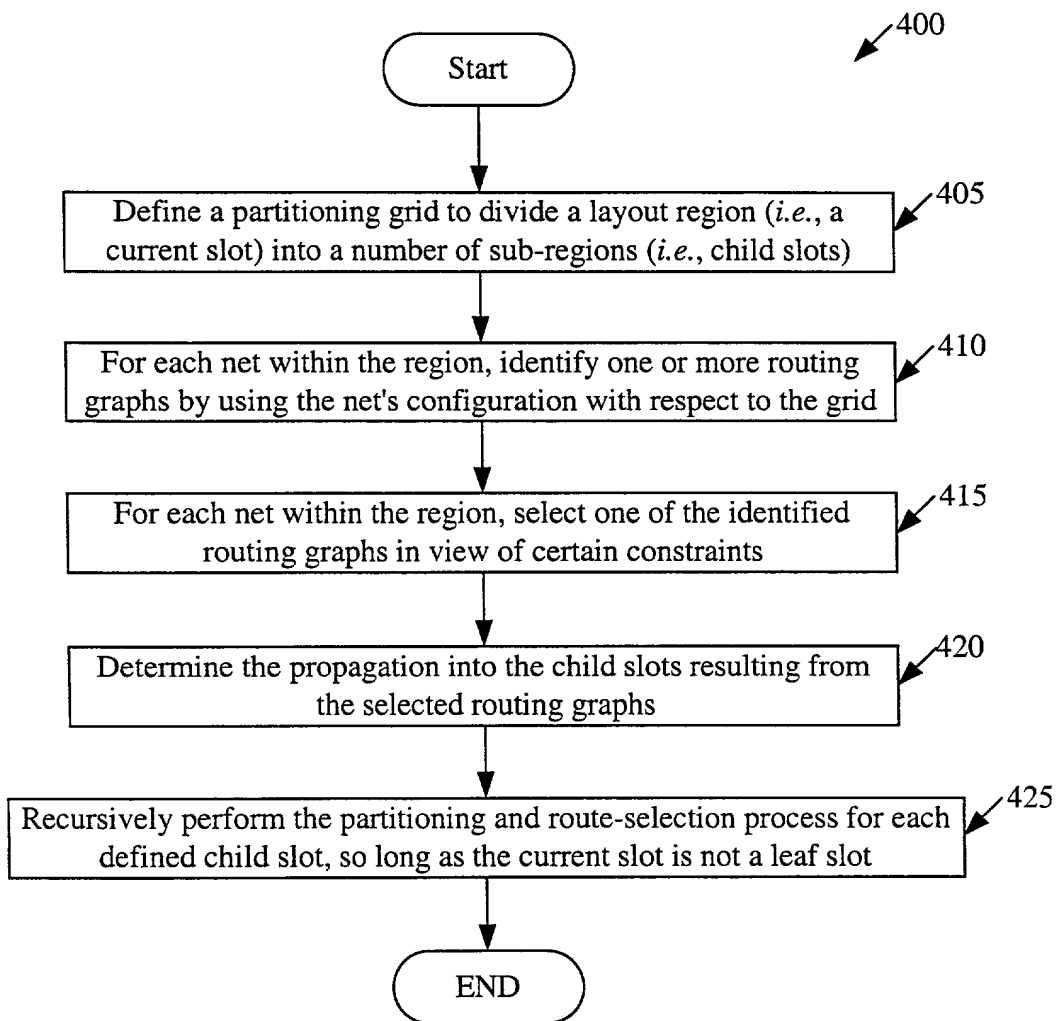 400
Start
405
Define a partitioning grid to divide a layout region (i.e., a
current slot) into a number of sub-regions (i.e., child slots)
410
For each net within the region, identify one or more routing
graphs by using the net's configuration with respect to the grid
415
For each net within the region, select one of the identified
routing graphs in view of certain constraints
420
Determine the propagation into the child slots resulting from
the selected routing graphs
425
Recursively perform the partitioning and route-selection process for each
defined child slot, so long as the current slot is not a leaf slot
END